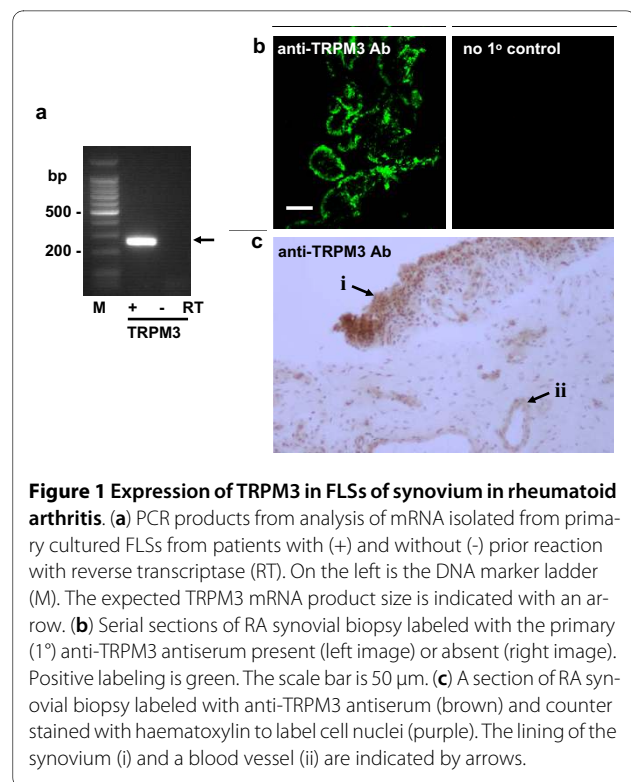 a
bp
500 -
200 -
M + - RT
TRPM3
b
anti-TRPM3 Ab
no 1º control
c
anti-TRPM3 Ab
i
ii
Figure 1 Expression of TRPM3 in FLSs of synovium in rheumatoid
arthritis. (a) PCR products from analysis of mRNA isolated from prima-
ry cultured FLSs from patients with (+) and without (-) prior reaction
with reverse transcriptase (RT). On the left is the DNA marker ladder
(M). The expected TRPM3 mRNA product size is indicated with an ar-
row. (b) Serial sections of RA synovial biopsy labeled with the primary
(1°) anti-TRPM3 antiserum present (left image) or absent (right image).
Positive labeling is green. The scale bar is 50 μm. (c) A section of RA syn-
ovial biopsy labeled with anti-TRPM3 antiserum (brown) and counter
stained with haematoxylin to label cell nuclei (purple). The lining of the
synovium (i) and a blood vessel (ii) are indicated by arrows.